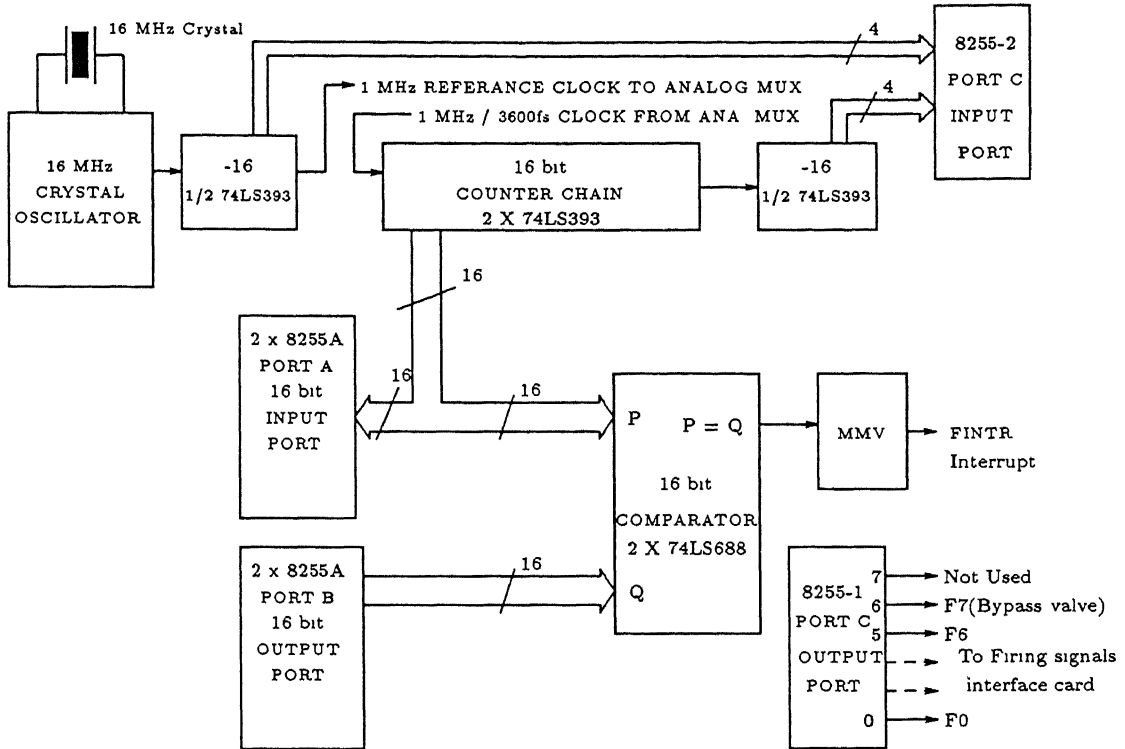 16 MHz Crystal
16 MHz
CRYSTAL
OSCILLATOR
-16
1/2 74LS393
1 MHz REFERANCE CLOCK TO ANALOG MUX
1 MHz / 3600fs CLOCK FROM ANA MUX
16 bit
COUNTER CHAIN
2 X 74LS393
-16
1/2 74LS393
4
4
8255-2
PORT C
INPUT
PORT
16
2 x 8255A
PORT A
16 bit
INPUT
PORT
16
16
P
P = Q
16 bit
COMPARATOR
2 X 74LS688
Q
MMV
FINTR
Interrupt
2 x 8255A
PORT B
16 bit
OUTPUT
PORT
16
8255-1
PORT C
OUTPUT
PORT
7
6
5
0
Not Used
F7(Bypass valve)
F6
To Firing signals
interface card
F0